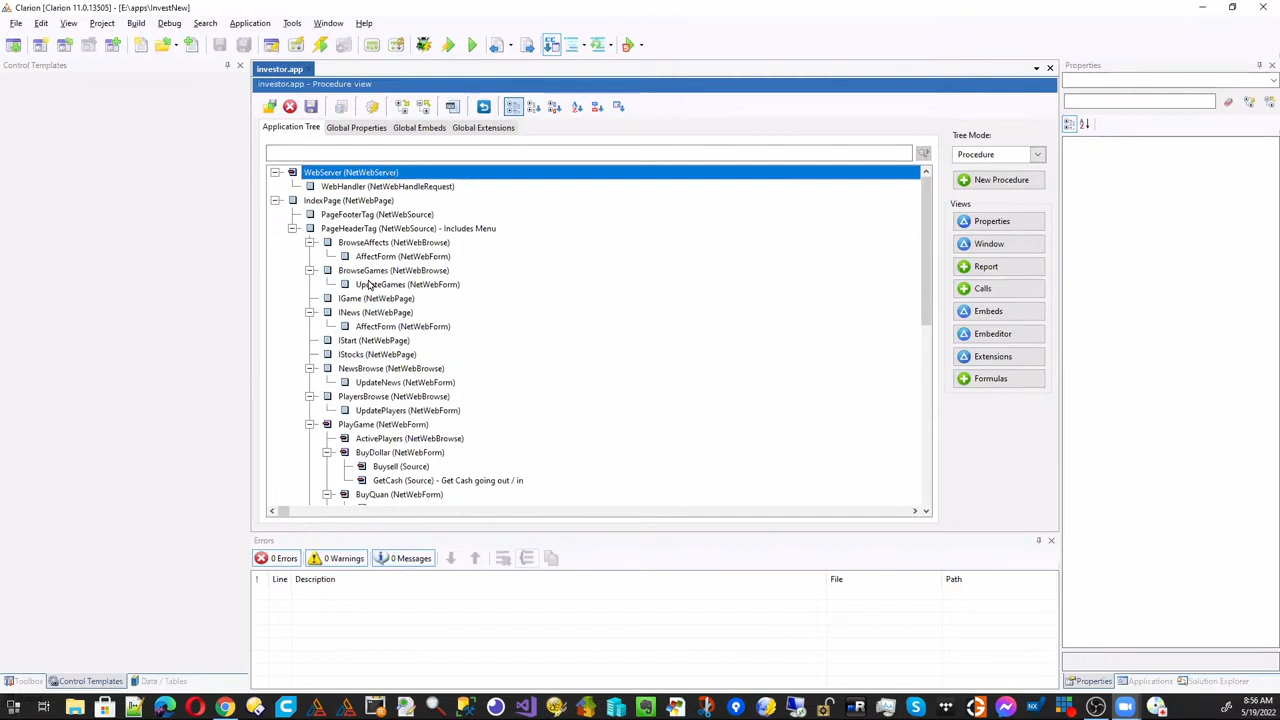 Clarion [Clarion 11.0.13505] - [E:\apps\InvestNew]
File Edit View Project Build Debug Search Application Tools Window Help
Control Templates
investor.app
Properties
investor.app - Procedure view
Application Tree Global Properties Global Embeds Global Extensions
Tree Mode:
Procedure
WebServer (NetWebServer)
WebHandler (NetWebHandleRequest)
New Procedure
IndexPage (NetWebPage)
Views
PageFooterTag (NetWebSource)
Properties
PageHeaderTag (NetWebSource) - Includes Menu
BrowseAffects (NetWebBrowse)
Window
AffectForm (NetWebForm)
Report
BrowseGames (NetWebBrowse)
UpdateGames (NetWebForm)
Calls
IGame (NetWebPage)
INews (NetWebPage)
Embeds
AffectForm (NetWebForm)
Embeditor
IStart (NetWebPage)
IStocks (NetWebPage)
Extensions
NewsBrowse (NetWebBrowse)
UpdateNews (NetWebForm)
Formulas
PlayersBrowse (NetWebBrowse)
UpdatePlayers (NetWebForm)
PlayGame (NetWebForm)
ActivePlayers (NetWebBrowse)
BuyDollar (NetWebForm)
Buysell (Source)
GetCash (Source) - Get Cash going out / in
BuyQuan (NetWebForm)
Errors
0 Errors 0 Warnings 0 Messages
! Line Description File Path
Toolbox Control Templates Data / Tables
Properties Applications Solution Explorer
8:56 AM
5/19/2022